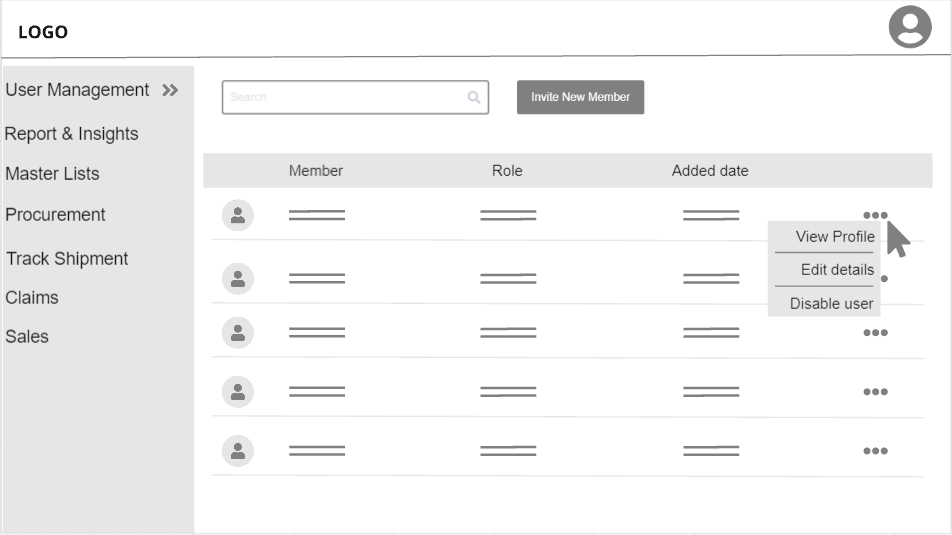 LOGO
User Management
Report & Insights
Master Lists
Procurement
Track Shipment
Claims
Sales
Search
Invite New Member
Member Role Added date
View Profile
Edit details
Disable user